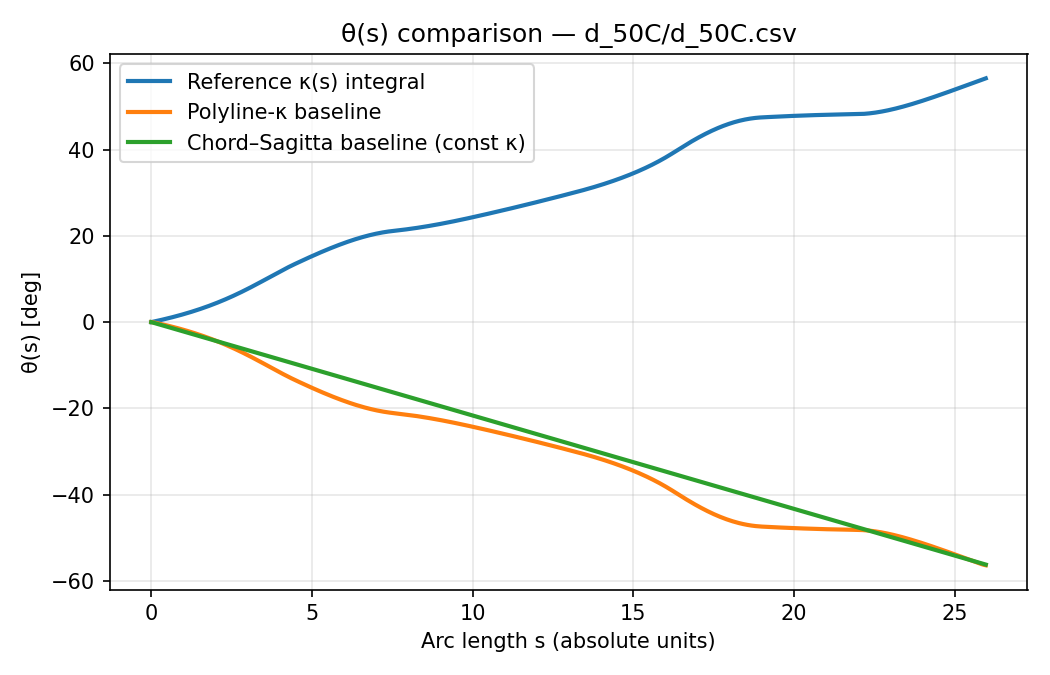 θ(s) comparison — d_50C/d_50C.csv
Reference κ(s) integral
Polyline-κ baseline
Chord–Sagitta baseline (const κ)
θ(s) [deg]
60
40
20
0
−20
−40
−60
0 5 10 15 20 25
Arc length s (absolute units)